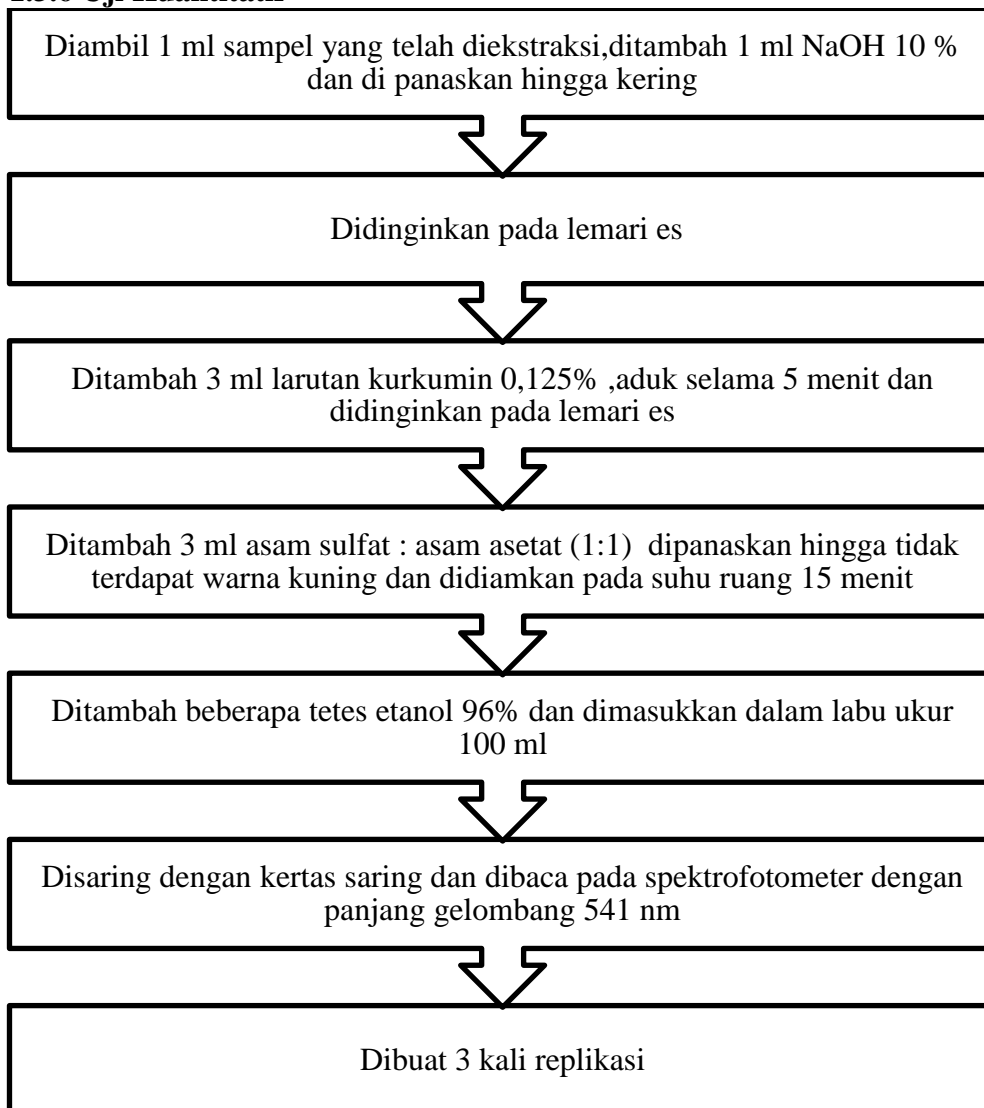 Diambil 1 ml sampel yang telah diekstraksi,ditambah 1 ml NaOH 10 %
dan di panaskan hingga kering
Didinginkan pada lemari es
Ditambah 3 ml larutan kurkumin 0,125% ,aduk selama 5 menit dan
didinginkan pada lemari es
Ditambah 3 ml asam sulfat : asam asetat (1:1) dipanaskan hingga tidak
terdapat warna kuning dan didiamkan pada suhu ruang 15 menit
Ditambah beberapa tetes etanol 96% dan dimasukkan dalam labu ukur
100 ml
Disaring dengan kertas saring dan dibaca pada spektrofotometer dengan
panjang gelombang 541 nm
Dibuat 3 kali replikasi